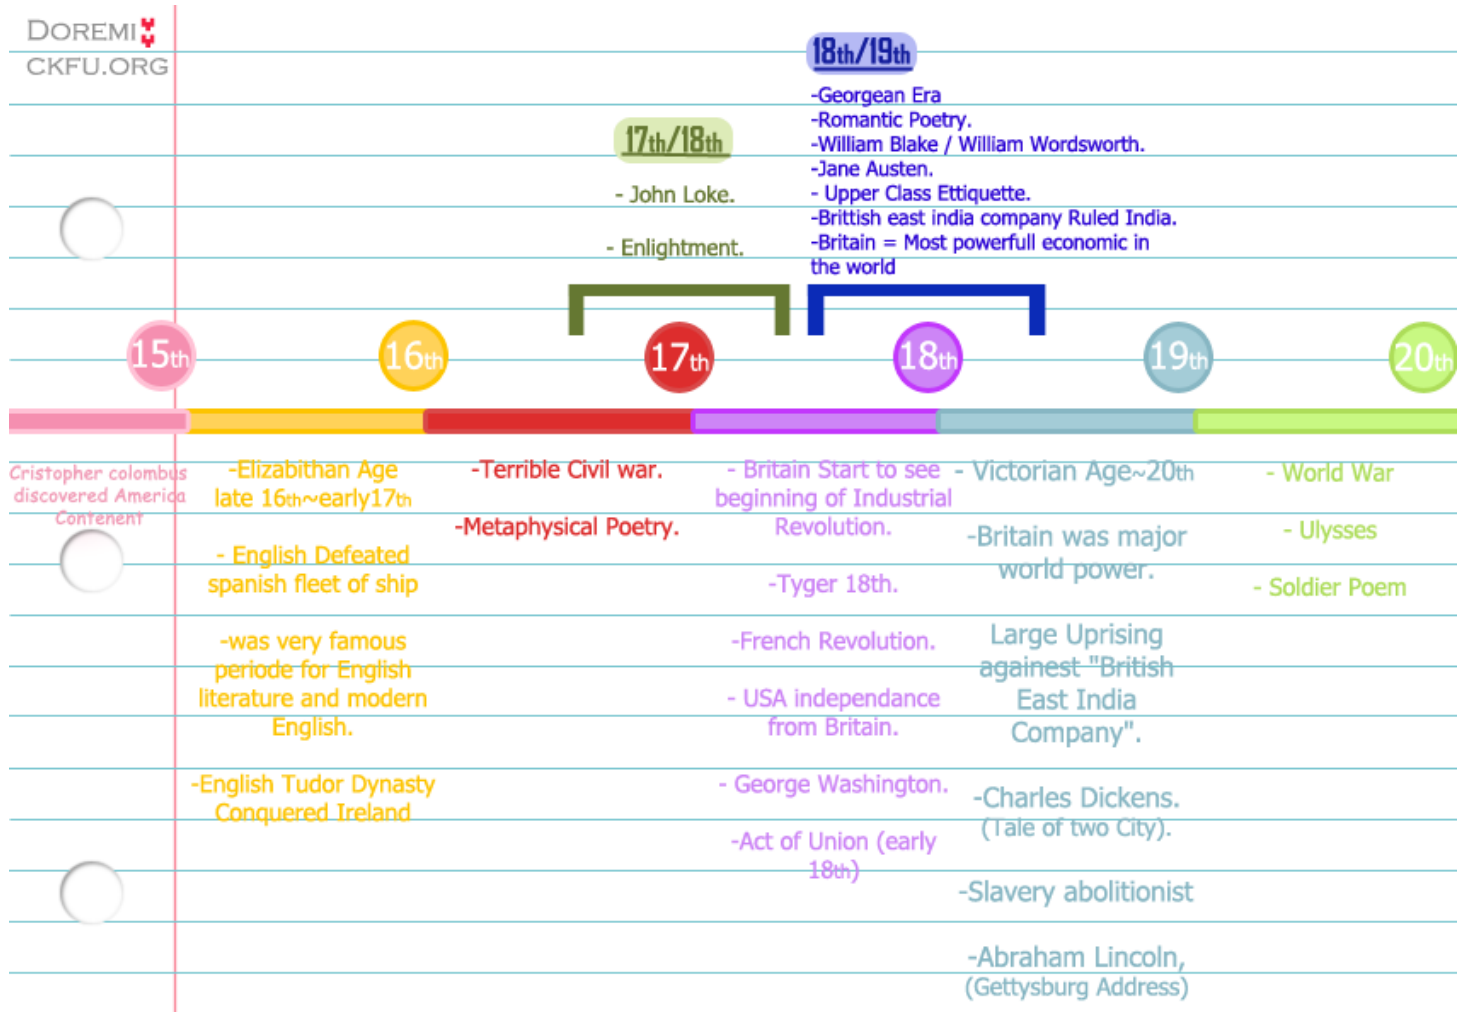 DOREMI
CKFU.ORG
18th/19th
-Georgean Era
-Romantic Poetry.
-William Blake / William Wordsworth.
-Jane Austen.
- Upper Class Ettiquette.
-Brittish east india company Ruled India.
-Britain = Most powerfull economic in
the world
17th/18th
- John Loke.
- Enlightment.
15th
16th
17th
18th
19th
20th
Cristopher colombus
discovered America
Contenent
-Elizabithan Age
late 16th~early17th
- English Defeated
spanish fleet of ship
-was very famous
periode for English
literature and modern
English.
-English Tudor Dynasty
Conquered Ireland
-Terrible Civil war.
-Metaphysical Poetry.
- Britain Start to see
beginning of Industrial
Revolution.
-Tyger 18th.
-French Revolution.
- USA independance
from Britain.
- George Washington.
-Act of Union (early
18th)
- Victorian Age~20th
-Britain was major
world power.
Large Uprising
againest "British
East India
Company".
-Charles Dickens.
(Tale of two City).
-Slavery abolitionist
-Abraham Lincoln,
(Gettysburg Address)
- World War
- Ulysses
- Soldier Poem